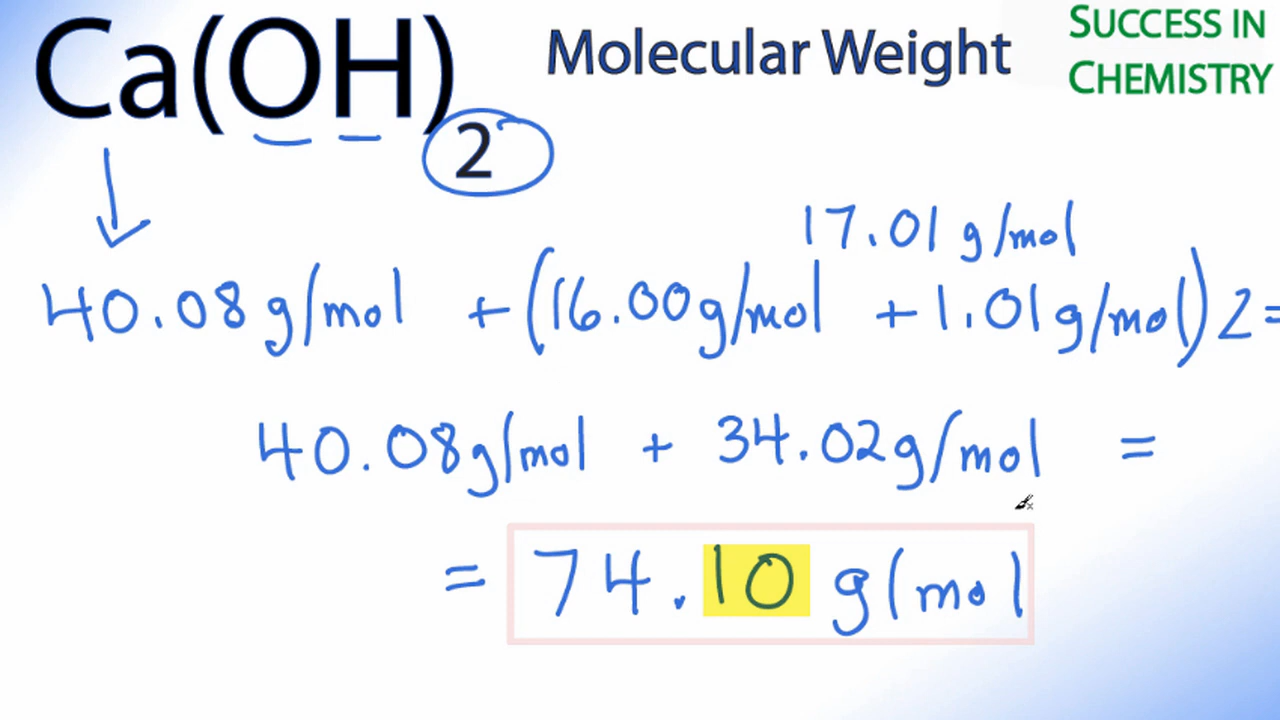 Ca(OH)2
Molecular Weight
SUCCESS IN
CHEMISTRY
17.01 g/mol
40.08 g/mol + (16.00 g/mol + 1.01 g/mol) 2 =
40.08 g/mol + 34.02 g/mol =
= 74.10 g/mol